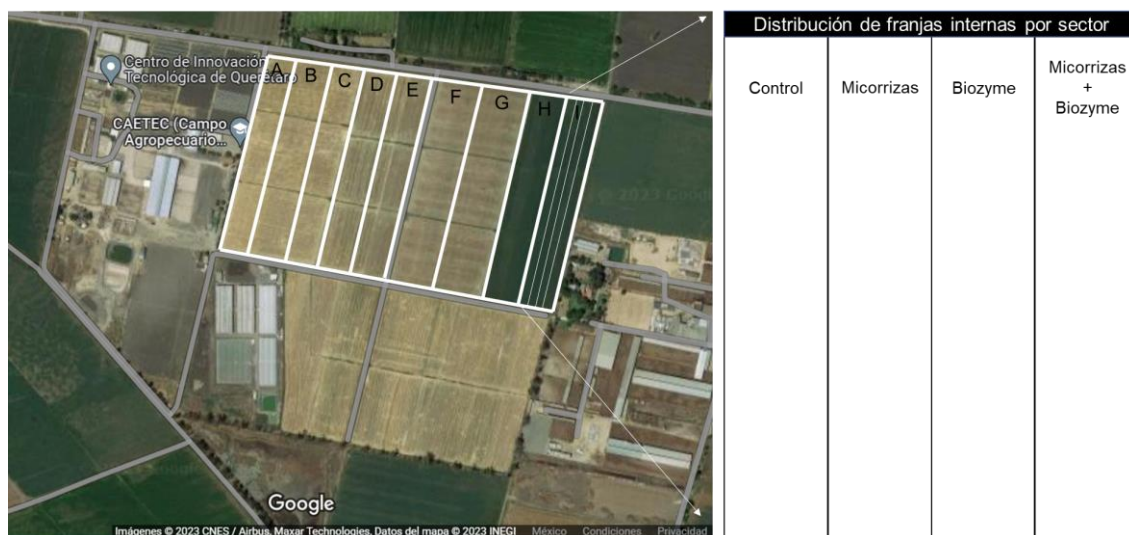 Centro de Innovación
Tecnológica de Querétaro
CAETEC (Campo
Agropecuario...
A
B
C
D
E
F
G
H
I
© 2023 Google
Google
Imágenes © 2023 CNES / Airbus, Maxar Technologies, Datos del mapa © 2023 INEGI México Condiciones Privacidad
Distribución de franjas internas por sector
Control
Micorrizas
Biozyme
Micorrizas
+
Biozyme